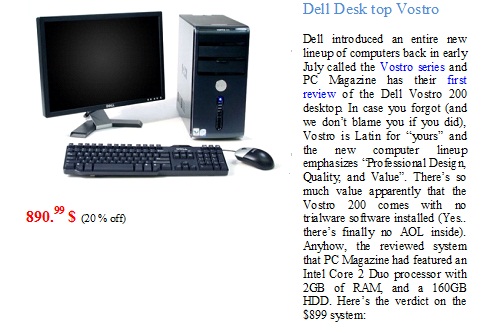 Dell Desk top Vostro
Dell introduced an entire new
lineup of computers back in early
July called the Vostro series and
PC Magazine has their first
review of the Dell Vostro 200
desktop. In case you forgot (and
we don't blame you if you did),
Vostro is Latin for “yours” and
the new computer lineup
emphasizes “Professional Design,
Quality, and Value”. There's so
much value apparently that the
Vostro 200 comes with no
trialware software installed (Yes..
there's finally no AOL inside).
Anyhow, the reviewed system
that PC Magazine had featured an
Intel Core 2 Duo processor with
2GB of RAM, and a 160GB
HDD. Here's the verdict on the
$899 system:
890.99 $ (20 % off)